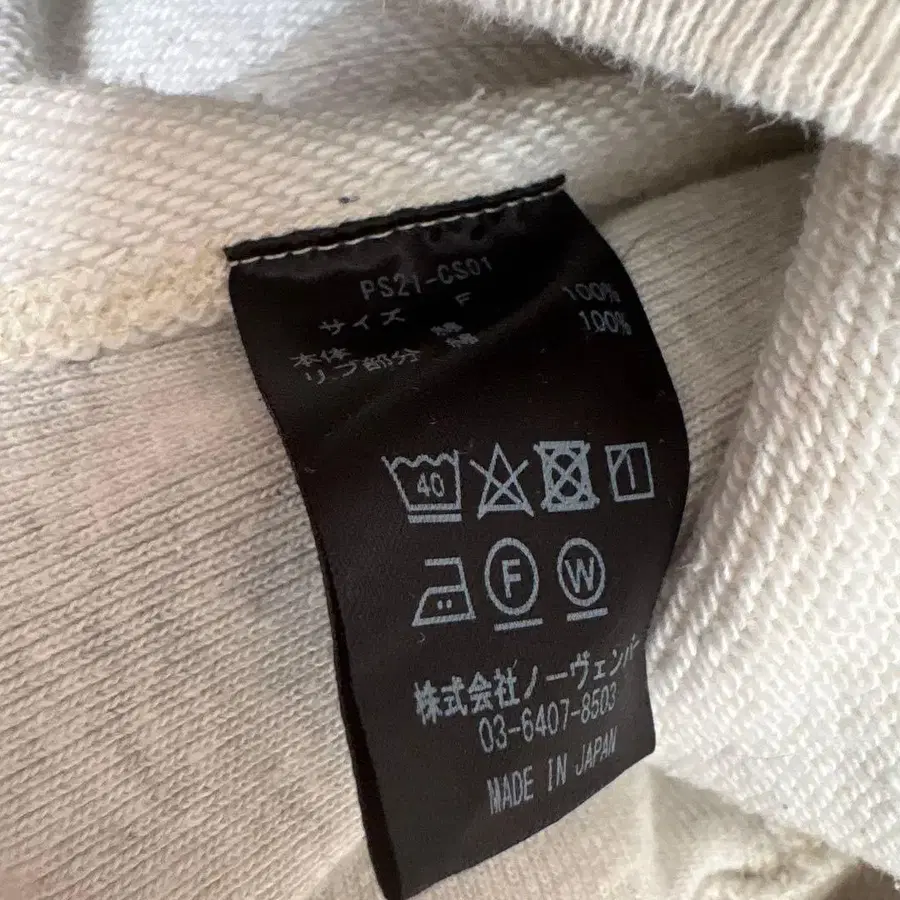 PS21-CS01
サイズ F
本体 綿 100%
リブ部分 綿 100%
40
F W
株式会社ノーヴェンバー
03-6407-8503
MADE IN JAPAN